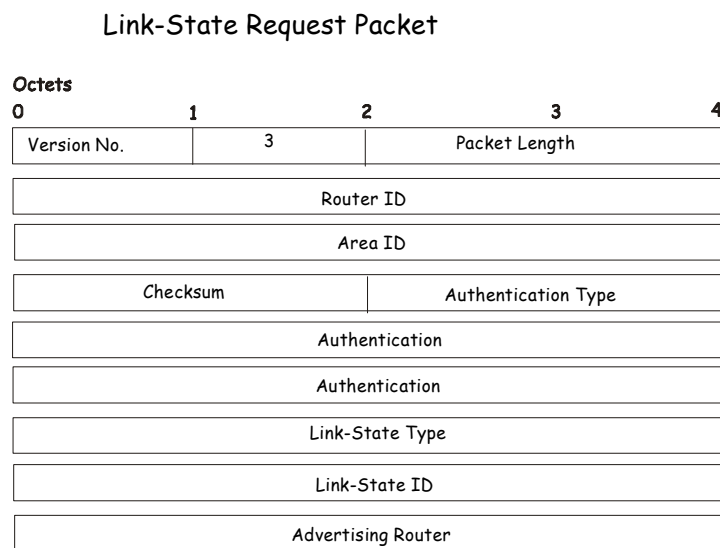 Link-State Request Packet
Octets
0 1 2 3 4
Version No. 3 Packet Length
Router ID
Area ID
Checksum Authentication Type
Authentication
Authentication
Link-State Type
Link-State ID
Advertising Router